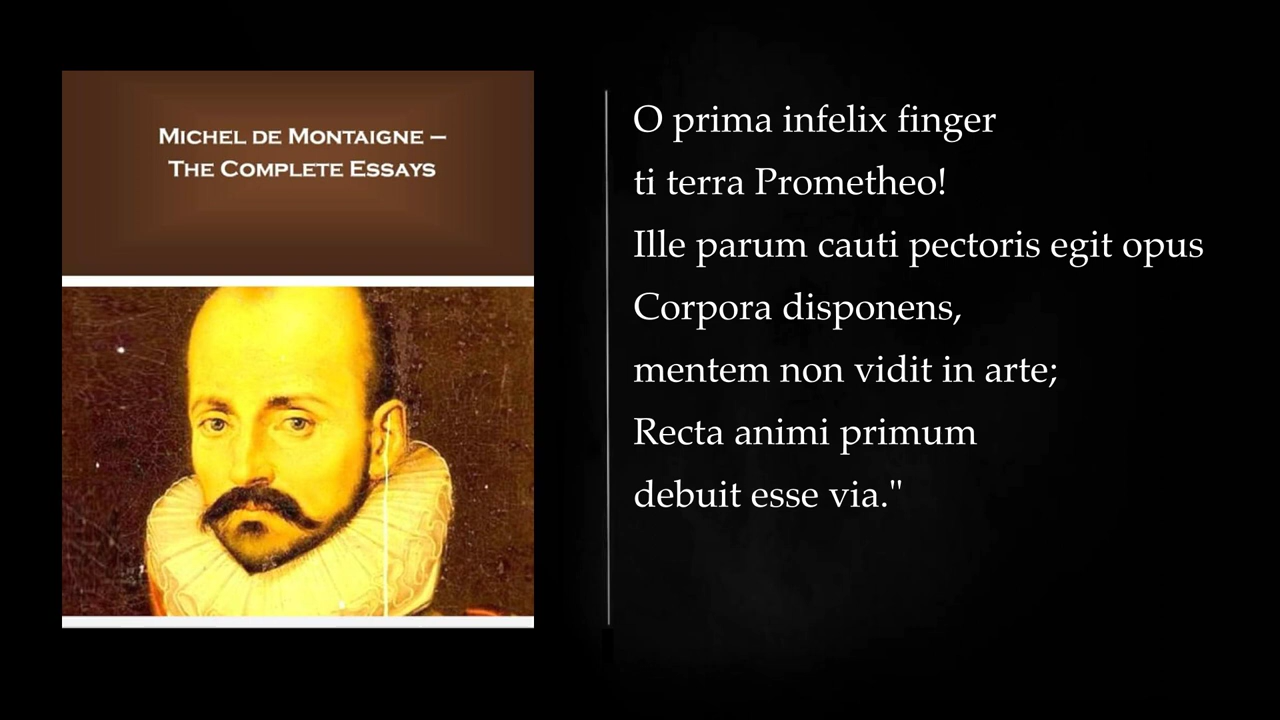 MICHEL DE MONTAIGNE –
THE COMPLETE ESSAYS
O prima infelix finger
ti terra Prometheo!
Ille parum cauti pectoris egit opus
Corpora disponens,
mentem non vidit in arte;
Recta animi primum
debuit esse via."